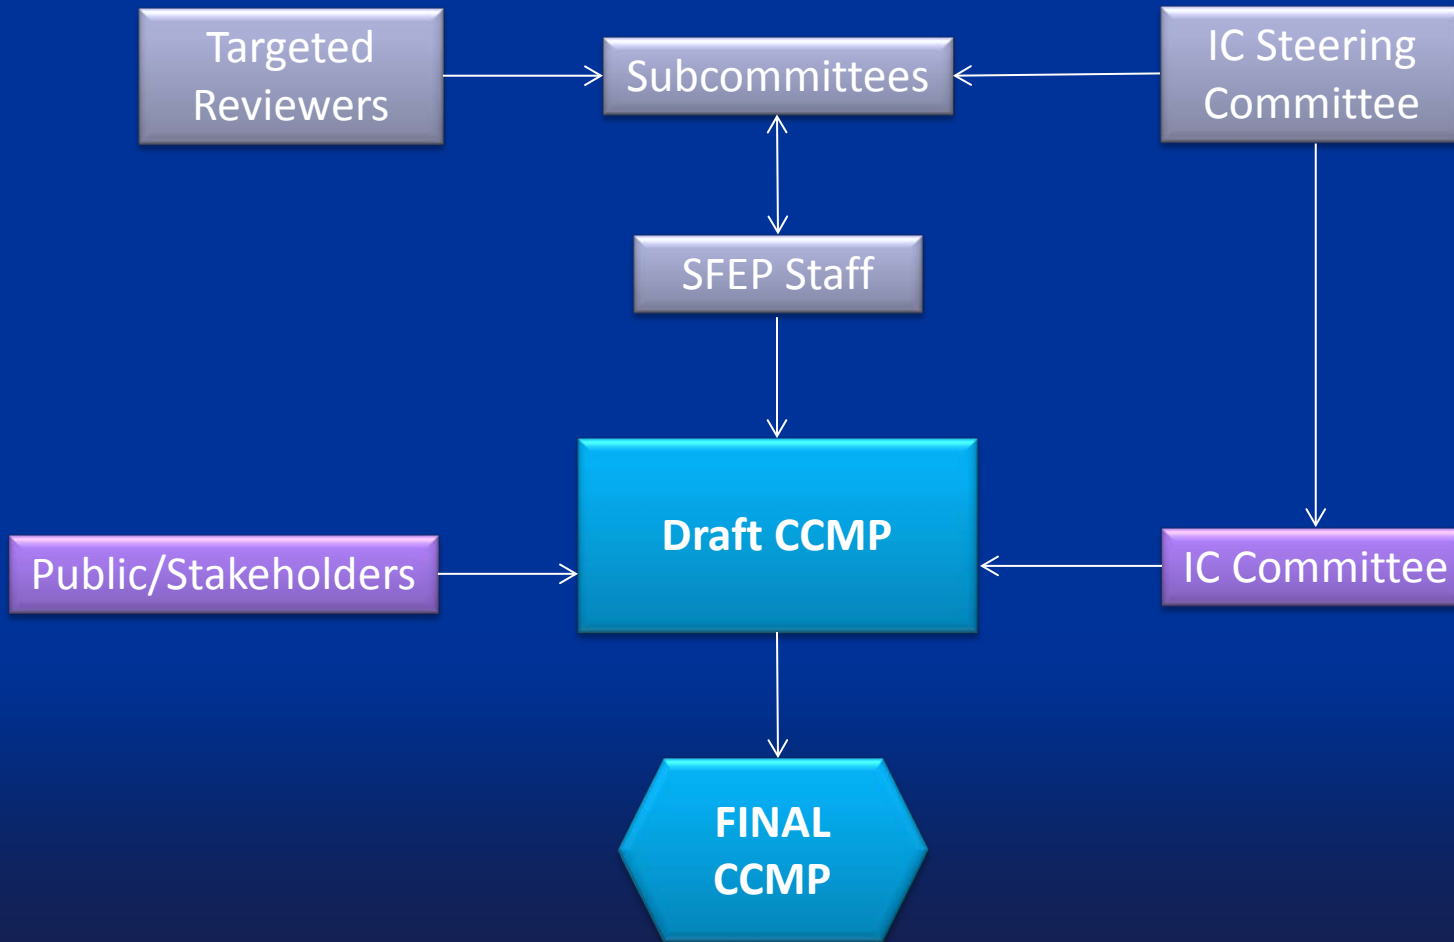 Targeted
Reviewers
Subcommittees
IC Steering
Committee
SFEP Staff
Draft CCMP
Public/Stakeholders
IC Committee
FINAL
CCMP